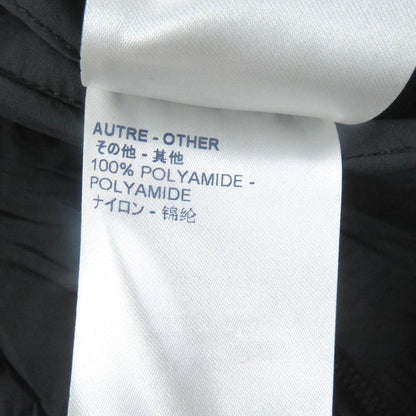 AUTRE - OTHER
その他 - 其他
100% POLYAMIDE -
POLYAMIDE
ナイロン - 锦纶